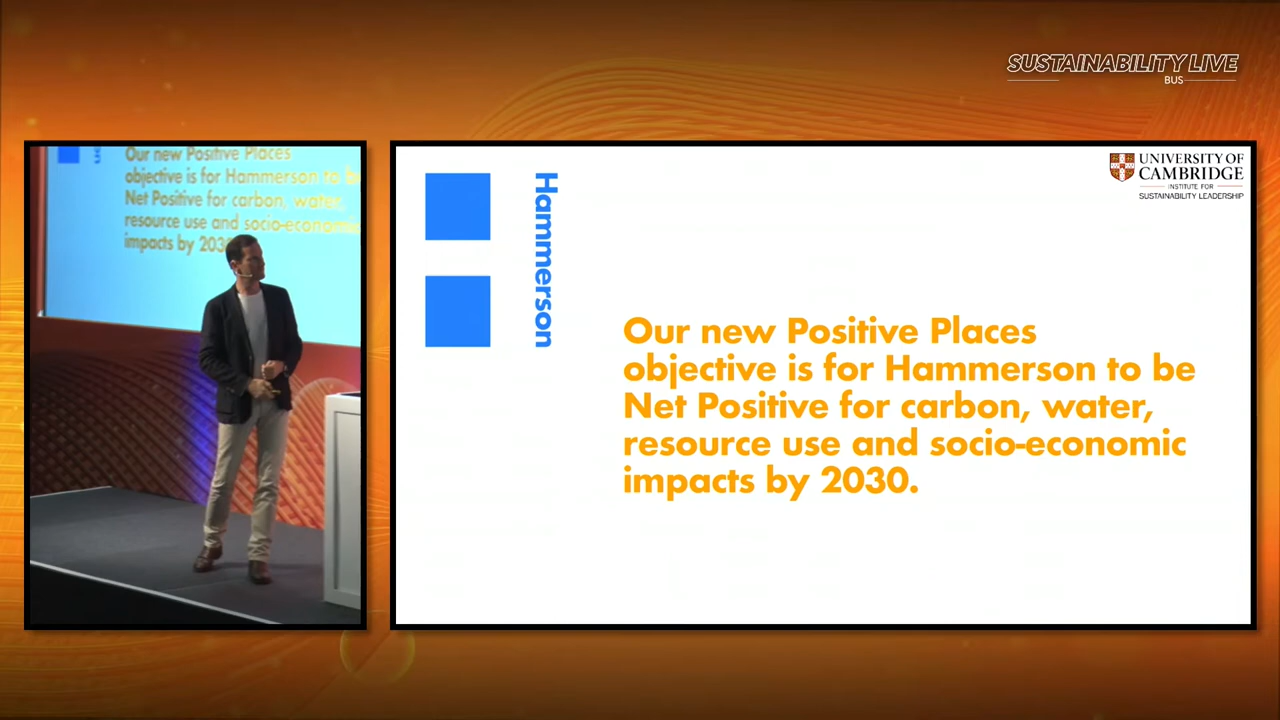 SUSTAINABILITY LIVE
BUS
Our new Positive Places
objective is for Hammerson to b
Net Positive for carbon, water,
resource use and socio-economic
impacts by 203
Hammerson
UNIVERSITY OF
CAMBRIDGE
INSTITUTE FOR
SUSTAINABILITY LEADERSHIP
Our new Positive Places
objective is for Hammerson to be
Net Positive for carbon, water,
resource use and socio-economic
impacts by 2030.